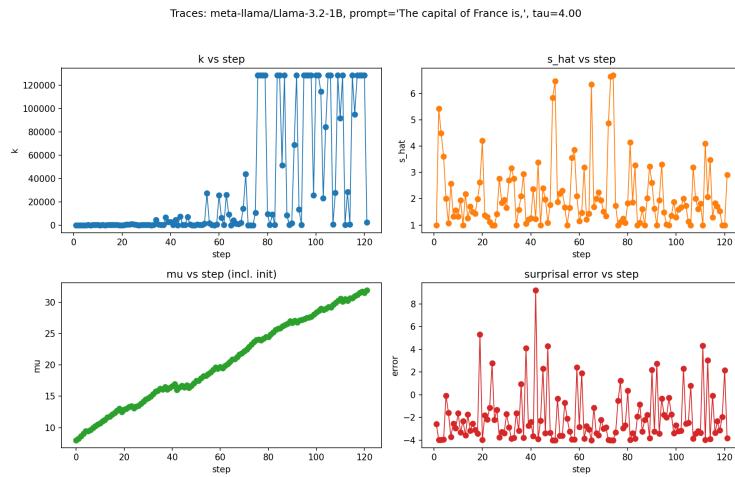 Traces: meta-llama/Llama-3.2-1B, prompt='The capital of France is,', tau=4.00
k vs step
s_hat vs step
120000
100000
80000
60000
40000
20000
0
k
0 20 40 60 80 100 120
step
6
5
4
3
2
1
s_hat
0 20 40 60 80 100 120
step
mu vs step (incl. init)
surprisal error vs step
30
25
20
15
10
mu
0 20 40 60 80 100 120
step
8
6
4
2
0
−2
−4
error
0 20 40 60 80 100 120
step